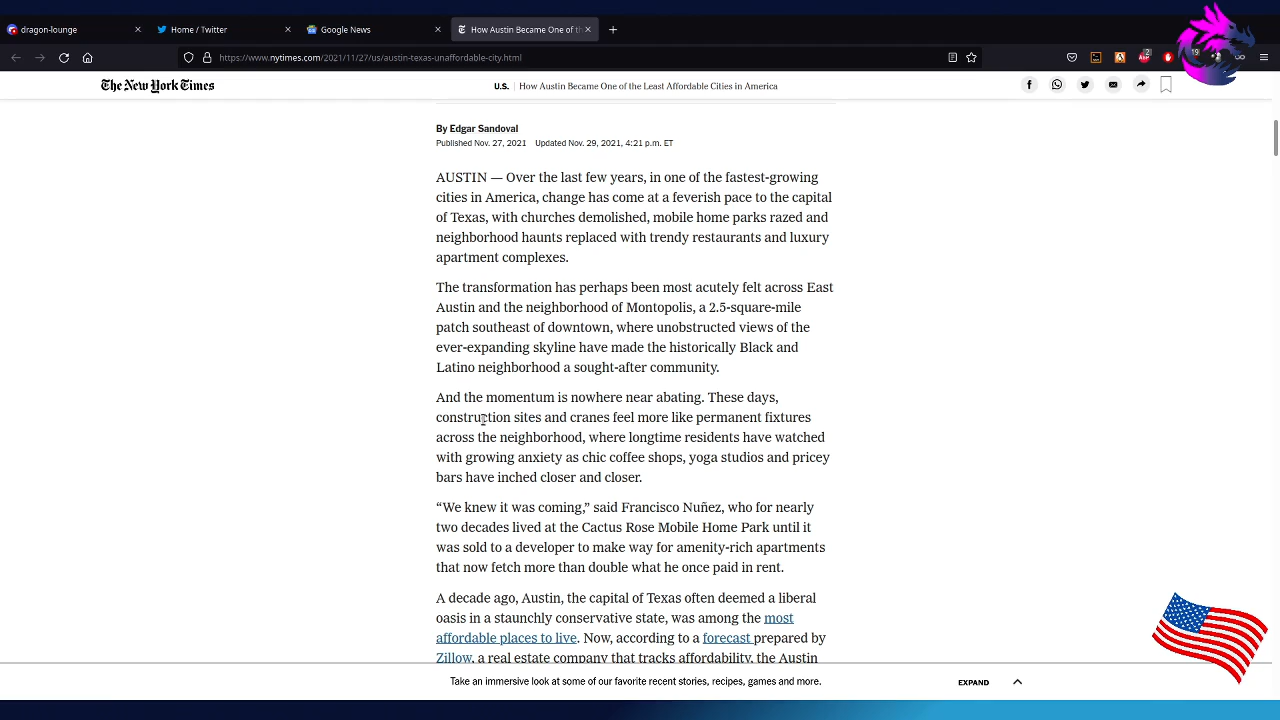 dragon-lounge
Home / Twitter
Google News
How Austin Became One of th
https://www.nytimes.com/2021/11/27/us/austin-texas-unaffordable-city.html
2
19
The New York Times
U.S. | How Austin Became One of the Least Affordable Cities in America
By Edgar Sandoval
Published Nov. 27, 2021 Updated Nov. 29, 2021, 4:21 p.m. ET
AUSTIN — Over the last few years, in one of the fastest-growing
cities in America, change has come at a feverish pace to the capital
of Texas, with churches demolished, mobile home parks razed and
neighborhood haunts replaced with trendy restaurants and luxury
apartment complexes.
The transformation has perhaps been most acutely felt across East
Austin and the neighborhood of Montopolis, a 2.5-square-mile
patch southeast of downtown, where unobstructed views of the
ever-expanding skyline have made the historically Black and
Latino neighborhood a sought-after community.
And the momentum is nowhere near abating. These days,
construction sites and cranes feel more like permanent fixtures
across the neighborhood, where longtime residents have watched
with growing anxiety as chic coffee shops, yoga studios and pricey
bars have inched closer and closer.
“We knew it was coming,” said Francisco Nuñez, who for nearly
two decades lived at the Cactus Rose Mobile Home Park until it
was sold to a developer to make way for amenity-rich apartments
that now fetch more than double what he once paid in rent.
A decade ago, Austin, the capital of Texas often deemed a liberal
oasis in a staunchly conservative state, was among the most
affordable places to live. Now, according to a forecast prepared by
Zillow, a real estate company that tracks affordability, the Austin
Take an immersive look at some of our favorite recent stories, recipes, games and more.
EXPAND